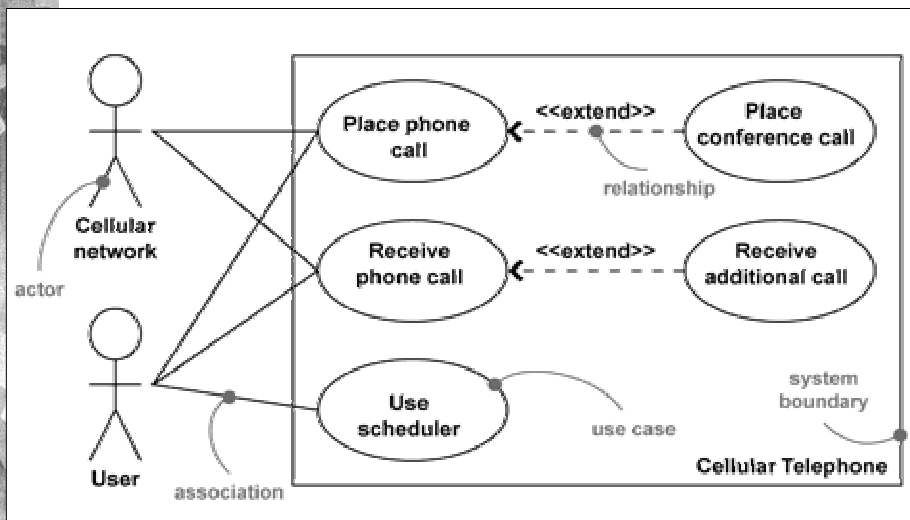 Place phone
call
<<extend>>
Place
conference call
relationship
Cellular
network
actor
Receive
phone call
<<extend>>
Receive
additional call
Use
scheduler
use case
system
boundary
User
association
Cellular Telephone